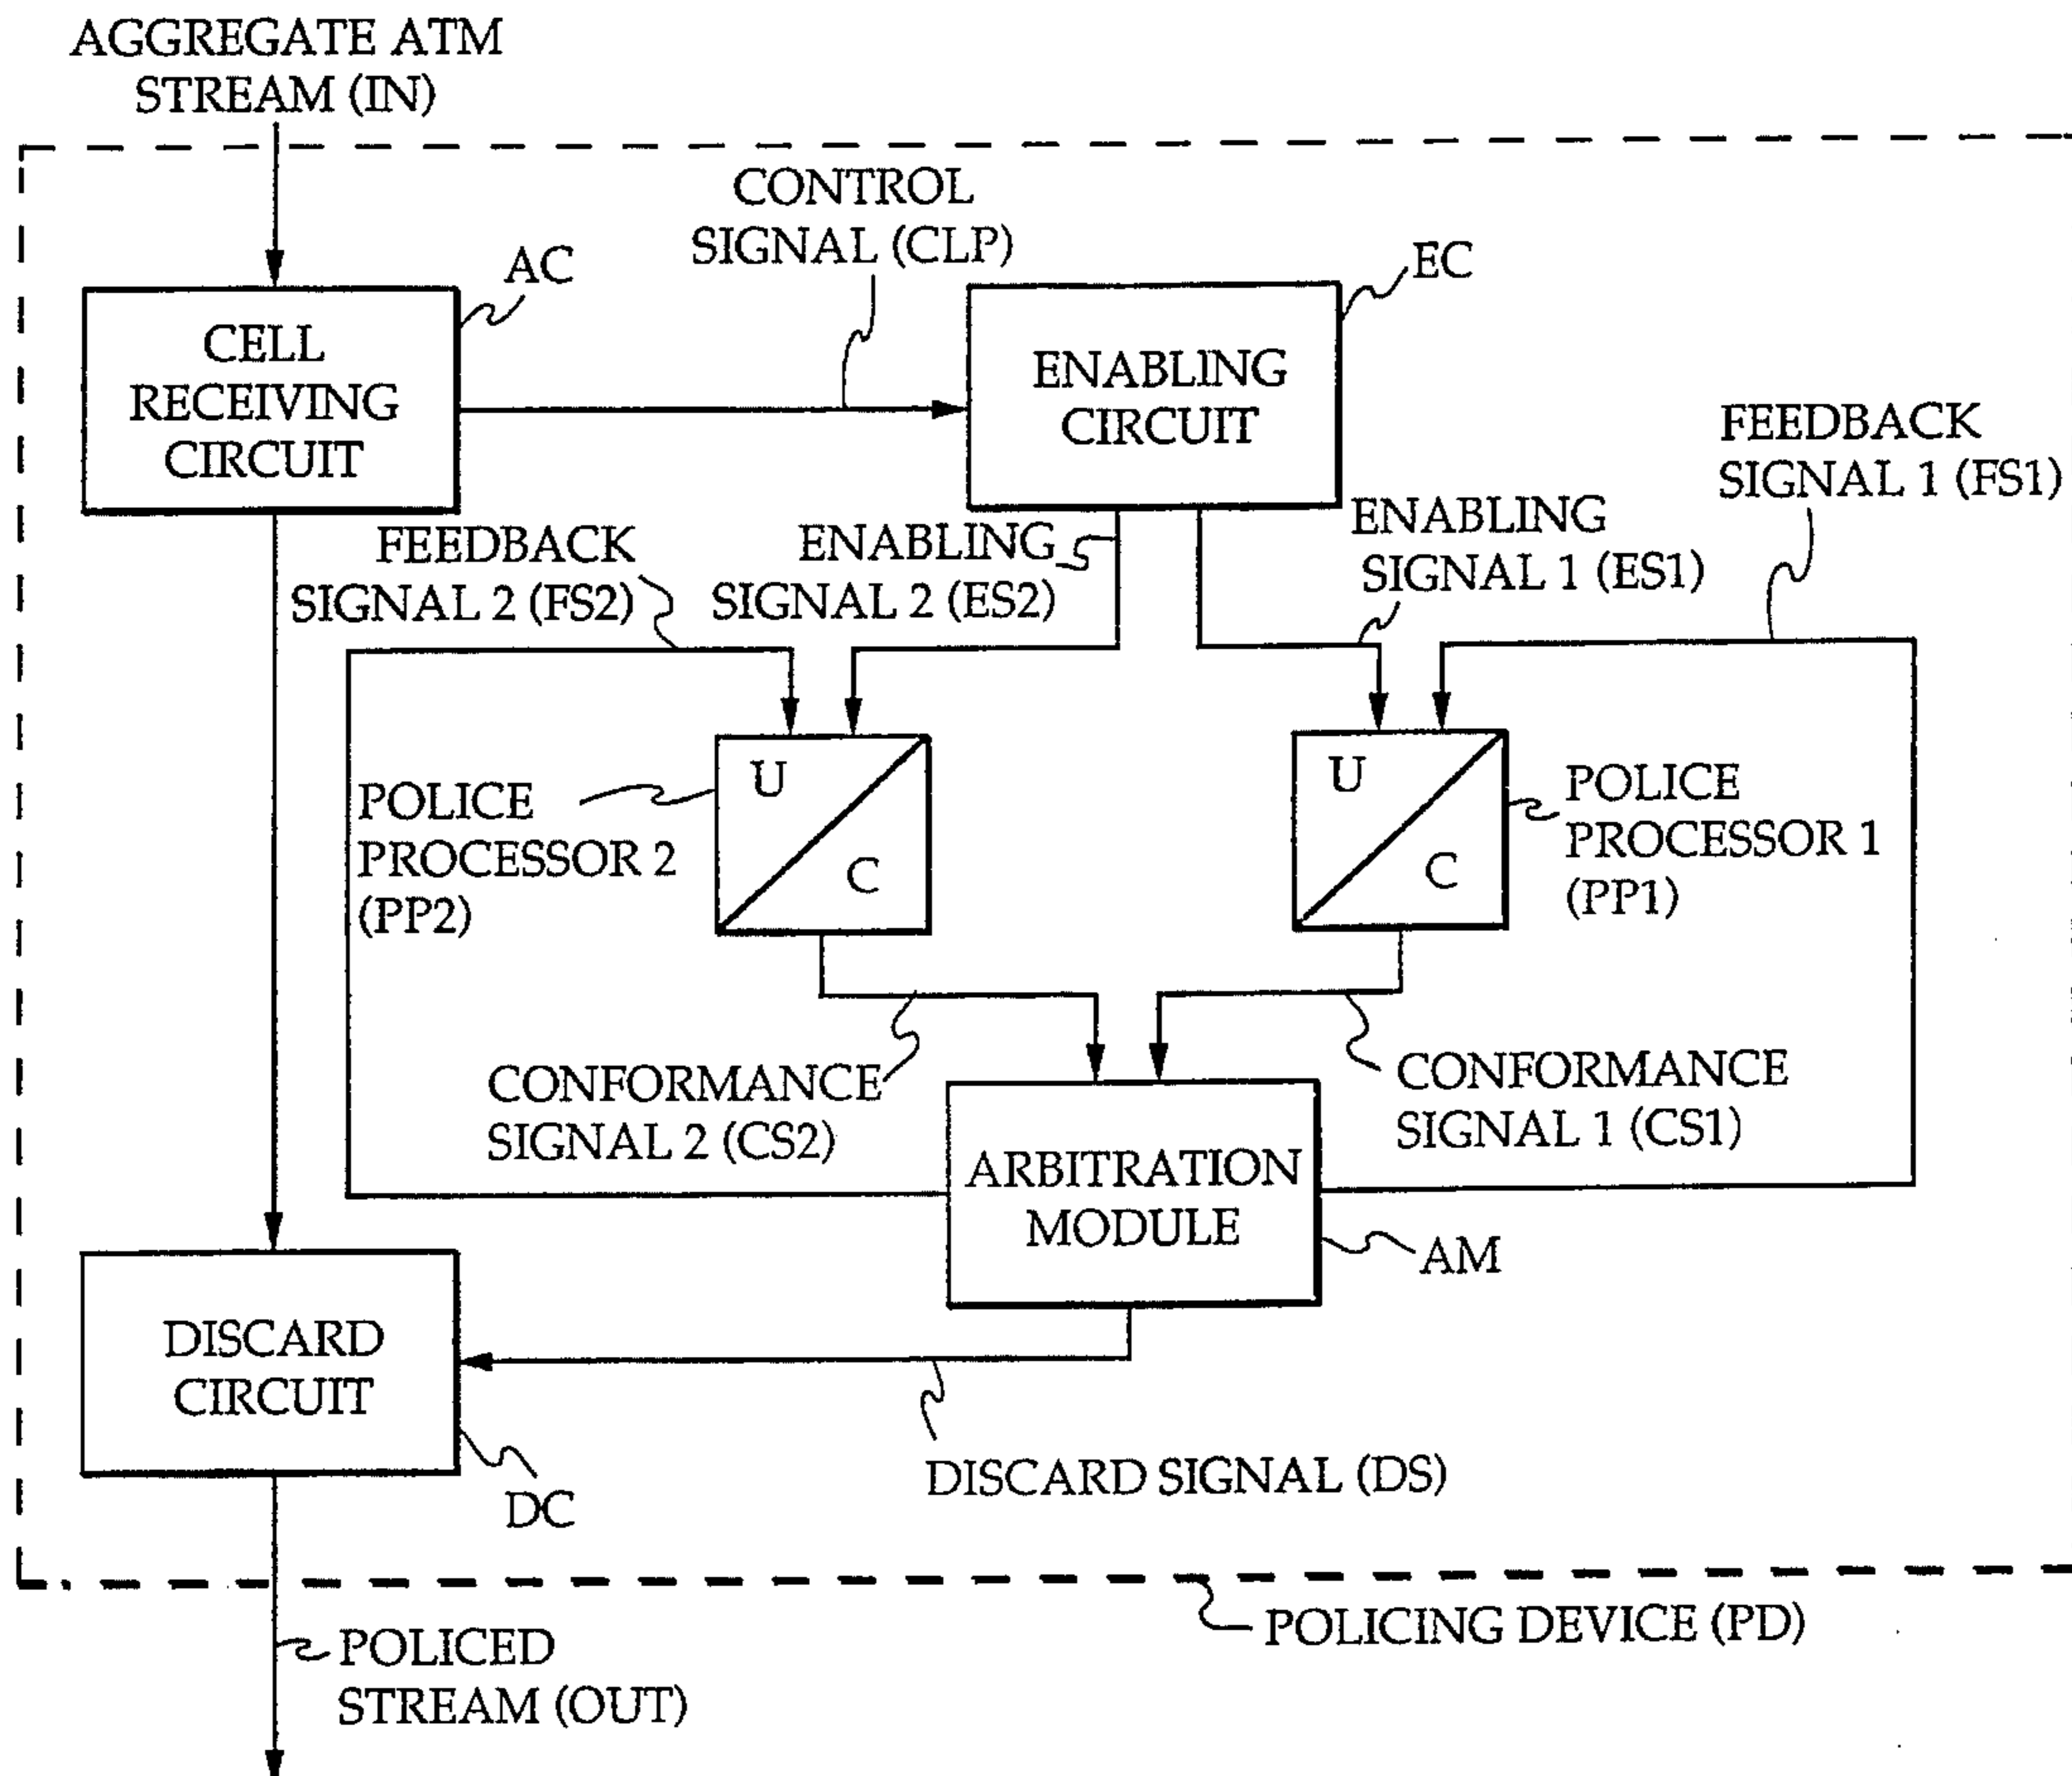 AGGREGATE ATM
STREAM (IN)
CONTROL
SIGNAL (CLP)
AC
EC
CELL
RECEIVING
CIRCUIT
ENABLING
CIRCUIT
FEEDBACK
SIGNAL 1 (FS1)
FEEDBACK
SIGNAL 2 (FS2)
ENABLING
SIGNAL 2 (ES2)
ENABLING
SIGNAL 1 (ES1)
POLICE
PROCESSOR 2
(PP2)
U
C
U
C
POLICE
PROCESSOR 1
(PP1)
CONFORMANCE
SIGNAL 2 (CS2)
CONFORMANCE
SIGNAL 1 (CS1)
ARBITRATION
MODULE
AM
DISCARD
CIRCUIT
DC
DISCARD SIGNAL (DS)
POLICING DEVICE (PD)
POLICED
STREAM (OUT)